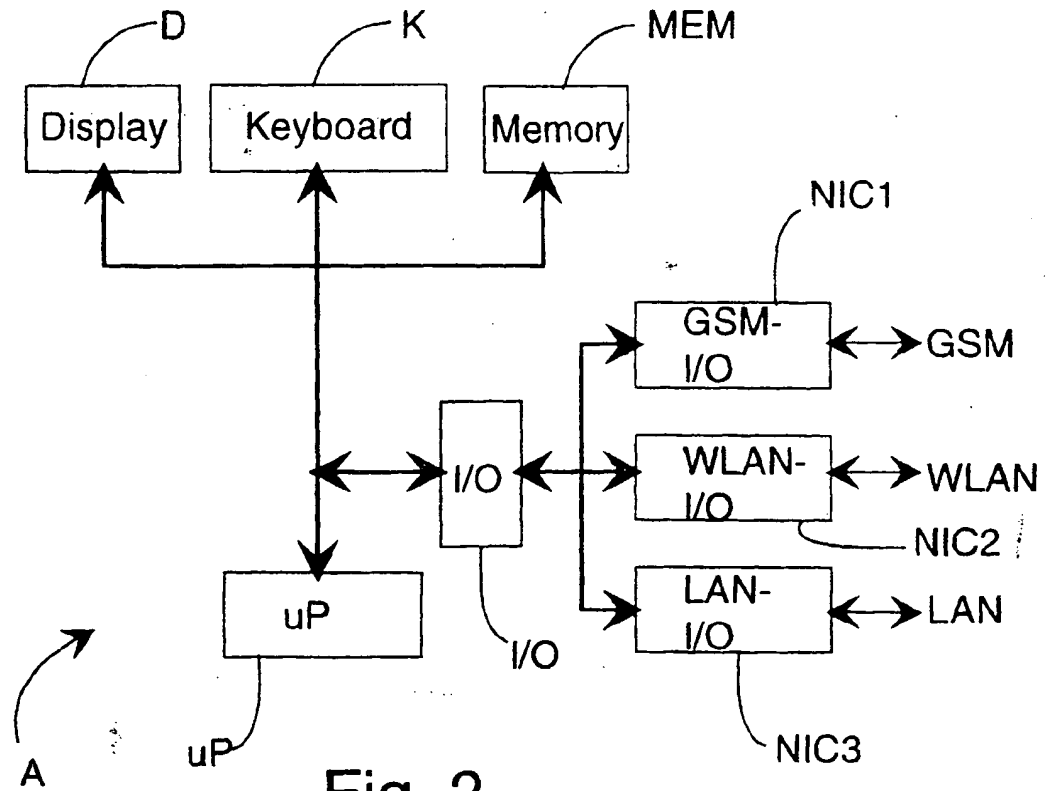 D
K
MEM
Display
Keyboard
Memory
NIC1
GSM-
I/O
GSM
I/O
WLAN-
I/O
WLAN
NIC2
uP
LAN-
I/O
LAN
I/O
uP
NIC3
A
Fig. 2